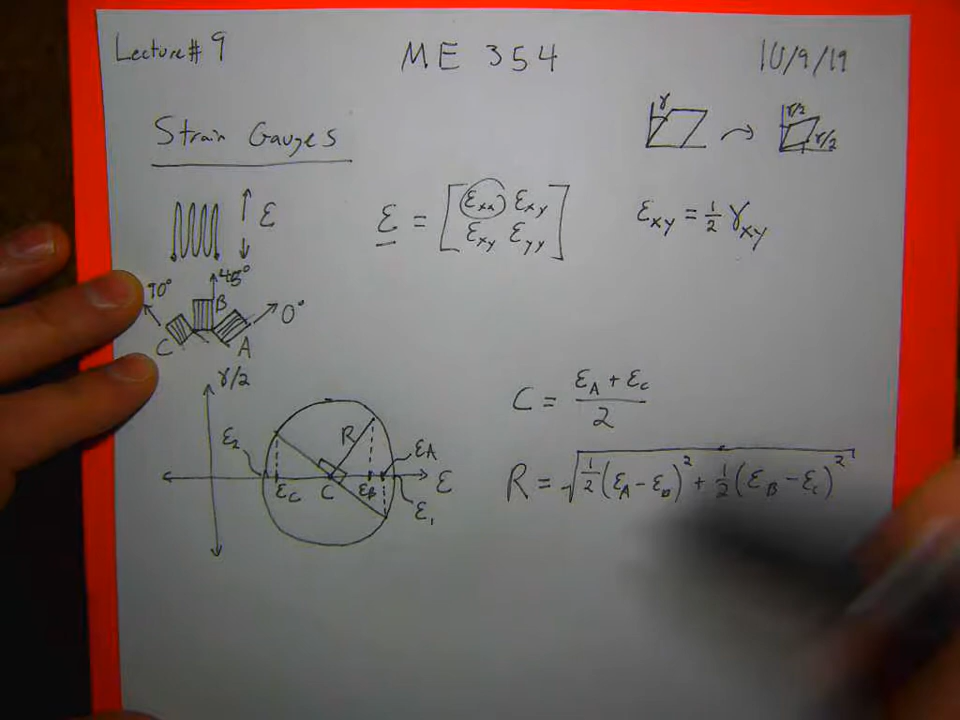 Lecture# 9 ME 354 10/9/19
γ γ/2 γ/2
Strain Gauges
ε
ε = [ εxx εxy
εxy εyy ]
εxy = 1/2 γxy
90° 45° 0°
C B A
γ/2
R
ε2 εA
εC C εB ε
ε1
C = (εA + εC)/2
R = √(1/2 (εA - εB)² + 1/2 (εB - εC)²)